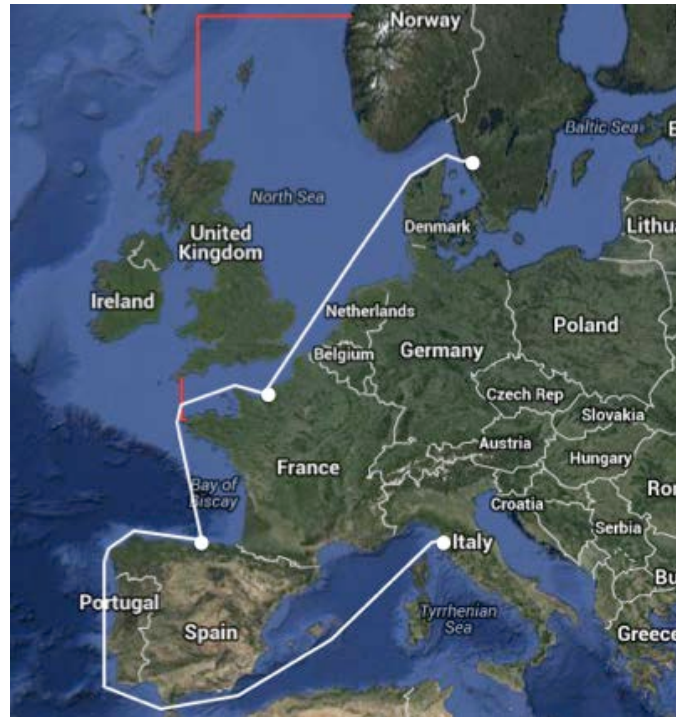 Norway
Baltic Sea
E
North Sea
Denmark
Lithua
United
Kingdom
Ireland
Netherlands
Poland
Belgium
Germany
Czech Rep
Slovakia
Austria
Hungary
France
Ron
Croatia
Bay of
Biscay
Serbia
Italy
Bu
Portugal
Tyrrhenian
Sea
Spain
Greece